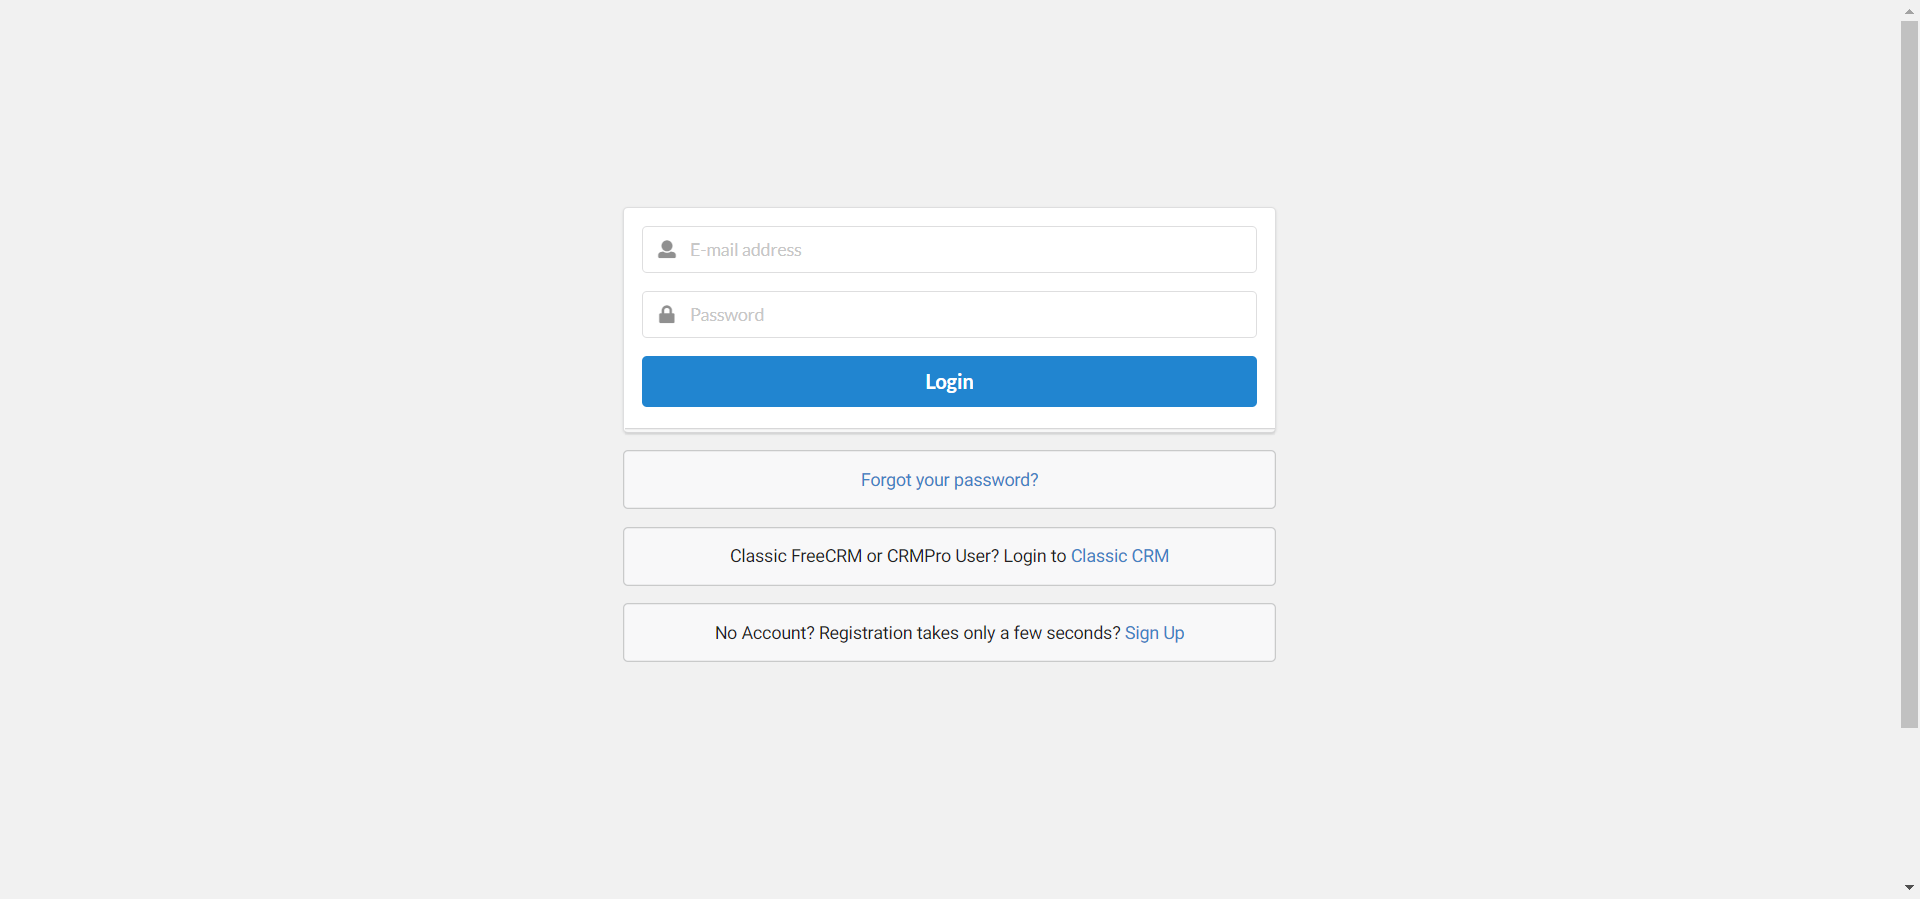 E-mail address
Password
Login
Forgot your password?
Classic FreeCRM or CRMPro User? Login to Classic CRM
No Account? Registration takes only a few seconds? Sign Up